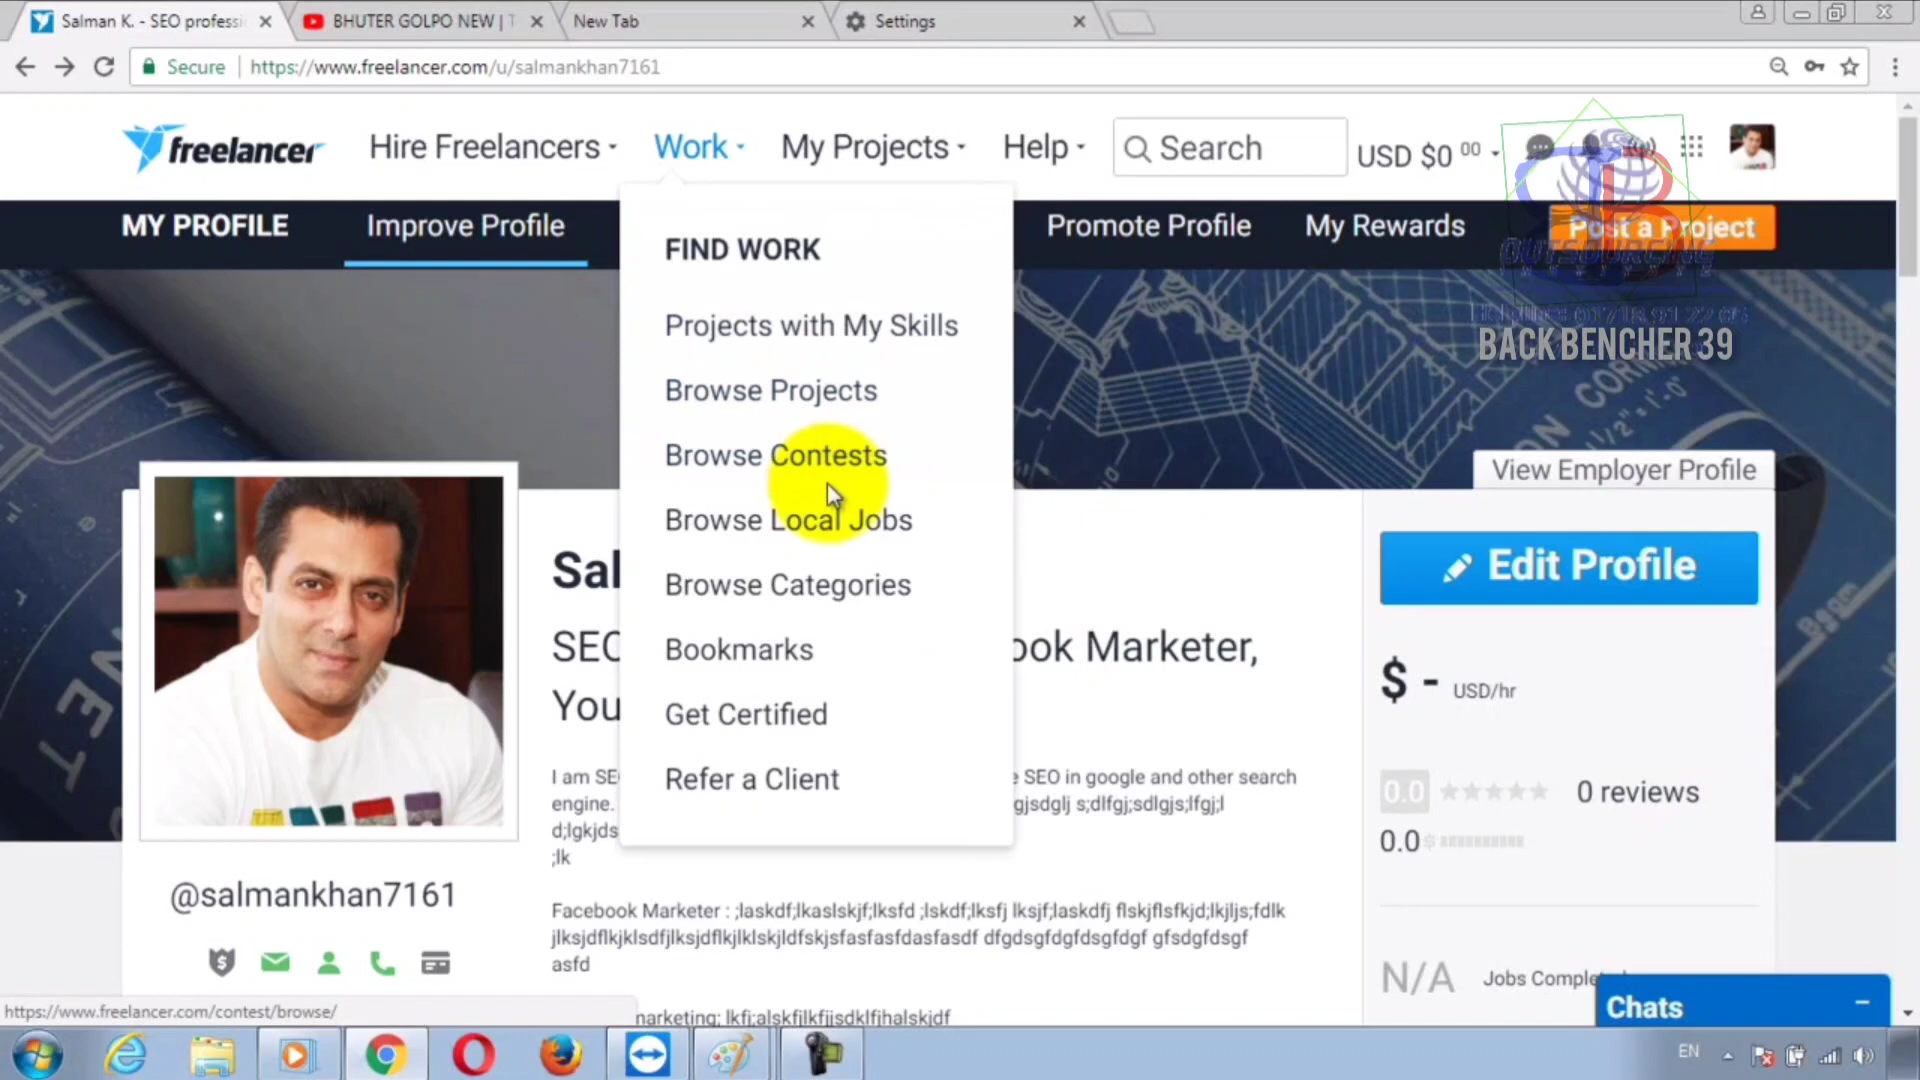 Salman K. - SEO professi
BHUTER GOLPO NEW | T
New Tab
Settings
Secure
https://www.freelancer.com/u/salmankhan7161
freelancer
Hire Freelancers
Work
My Projects
Help
Search
USD $0 00
MY PROFILE
Improve Profile
Promote Profile
My Rewards
Post a Project
OUTSOURCING
BACK BENCHER 39
FIND WORK
Projects with My Skills
Browse Projects
Browse Contests
Browse Local Jobs
Browse Categories
Bookmarks
Get Certified
Refer a Client
View Employer Profile
Edit Profile
$ - USD/hr
0.0
0 reviews
0.0
N/A
Sal
SEO ook Marketer,
You
I am SE e SEO in google and other search
engine. gjsdglj s;dlfgj;sdlgjs;lfgj;l
d;lgkjds
;lk
@salmankhan7161
Facebook Marketer : ;laskdf;lkaslskjf;lksfd ;lskdf;lksfj lksjf;laskdfj flskjflsfkjd;lkjljs;fdlk
jlksjdflkjklsdfjlksjdflkjlklskjldfskjsfasfasfdasfasdf dfgdsgfdgfdsgfdgf gfsdgfdsgf
asfd
Jobs Comple
Chats
https://www.freelancer.com/contest/browse/
EN